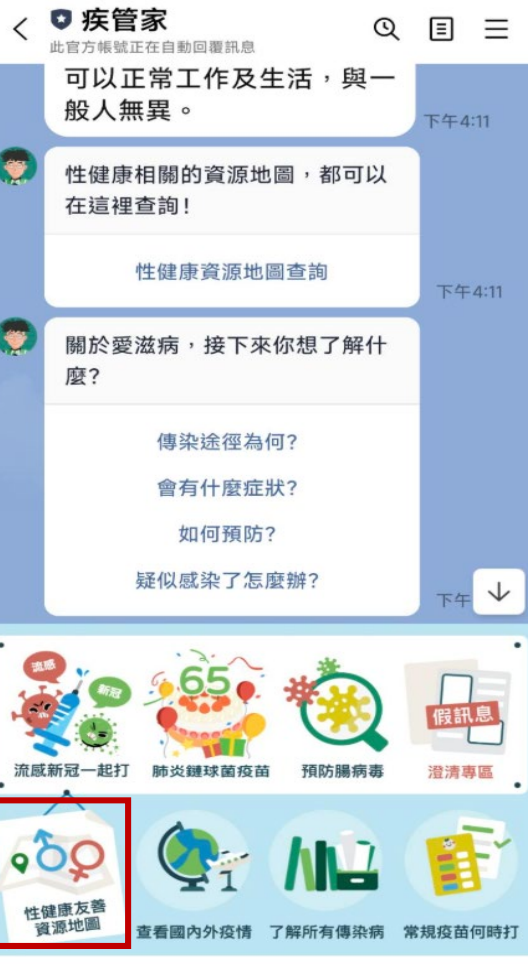 疾管家
此官方帳號正在自動回覆訊息
可以正常工作及生活，與一
般人無異。
下午4:11
性健康相關的資源地圖，都可以
在這裡查詢！
性健康資源地圖查詢
下午4:11
關於愛滋病，接下來你想了解什
麼？
傳染途徑為何？
會有什麼症狀？
如何預防？
疑似感染了怎麼辦？
下午
流感
新冠
流感新冠一起打
65
肺炎鏈球菌疫苗
預防腸病毒
假訊息
澄清專區
性健康友善
資源地圖
查看國內外疫情
了解所有傳染病
常規疫苗何時打